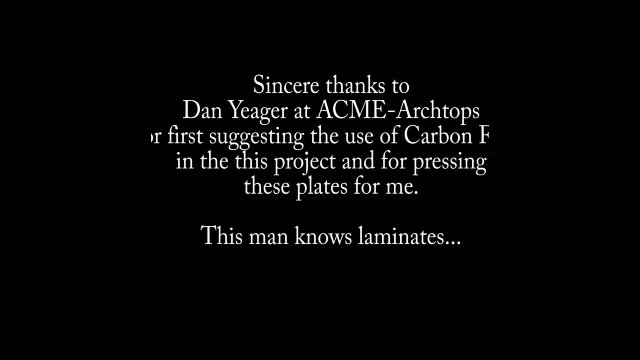 Sincere thanks to
Dan Yeager at ACME-Archtops
or first suggesting the use of Carbon F
in the this project and for pressing
these plates for me.
This man knows laminates...